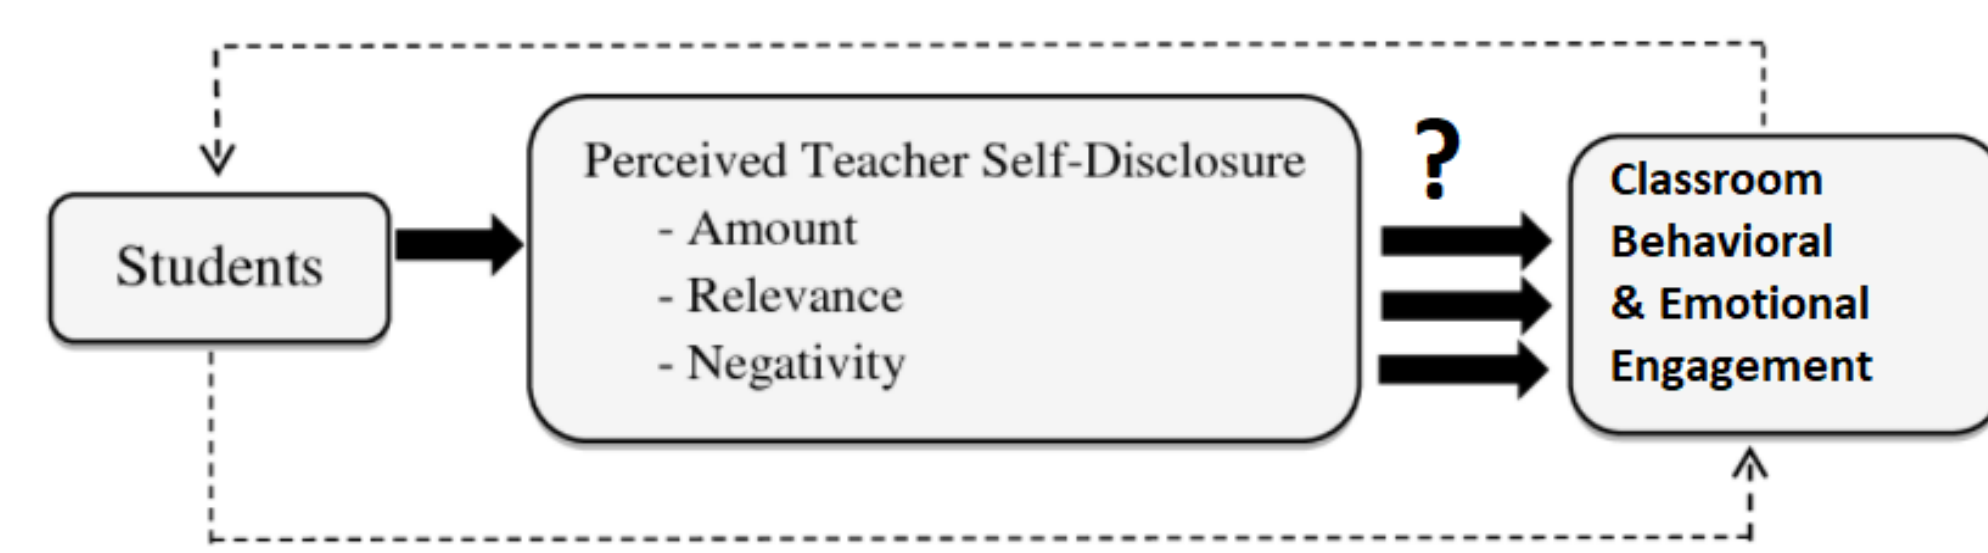 Students
Perceived Teacher Self-Disclosure
- Amount
- Relevance
- Negativity
?
Classroom
Behavioral
& Emotional
Engagement